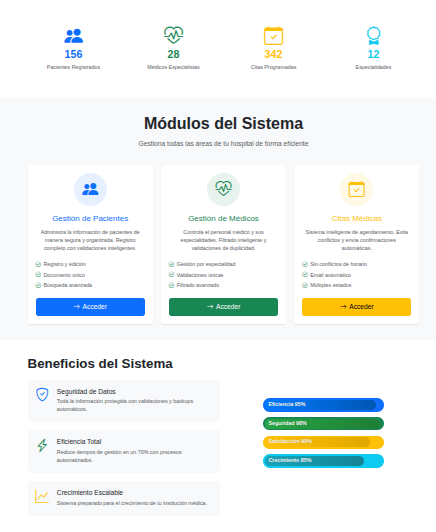 156
28
342
12
Pacientes Registrados
Médicos Especialistas
Citas Programadas
Especialidades
Módulos del Sistema
Gestiona todas las áreas de tu hospital de forma eficiente
Gestión de Pacientes
Administra la información de pacientes de
manera segura y organizada. Registro
completo con validaciones inteligentes.
Registro y edición
Documento único
Búsqueda avanzada
Acceder
Gestión de Médicos
Controla el personal médico y sus
especialidades. Filtrado inteligente y
validaciones de duplicidad.
Gestión por especialidad
Validaciones únicas
Filtrado avanzado
Acceder
Citas Médicas
Sistema inteligente de agendamiento. Evita
conflictos y envía confirmaciones
automáticas.
Sin conflictos de horario
Email automático
Múltiples estados
Acceder
Beneficios del Sistema
Seguridad de Datos
Toda la información protegida con validaciones y backups
automáticos.
Eficiencia Total
Reduce tiempos de gestión en un 70% con procesos
automatizados.
Crecimiento Escalable
Sistema preparado para el crecimiento de tu institución médica.
Eficiencia 95%
Seguridad 98%
Satisfacción 90%
Crecimiento 85%